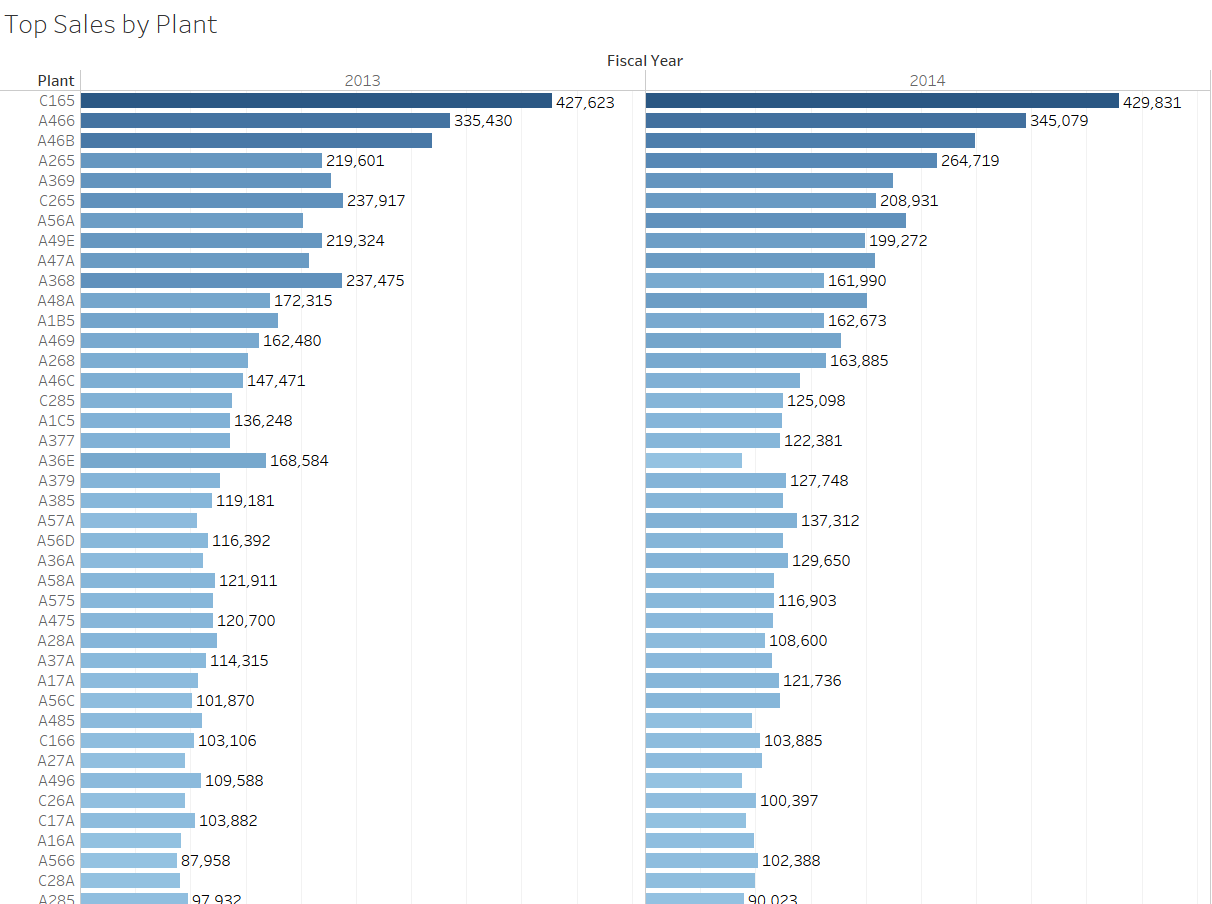 Top Sales by Plant
Fiscal Year
Plant 2013 2014
C165 427,623 429,831
A466 335,430 345,079
A46B
A265 219,601 264,719
A369
C265 237,917 208,931
A56A
A49E 219,324 199,272
A47A
A368 237,475 161,990
A48A 172,315
A1B5 162,673
A469 162,480
A268 163,885
A46C 147,471
C285 125,098
A1C5 136,248
A377 122,381
A36E 168,584
A379 127,748
A385 119,181
A57A 137,312
A56D 116,392
A36A 129,650
A58A 121,911
A575 116,903
A475 120,700
A28A 108,600
A37A 114,315
A17A 121,736
A56C 101,870
A485
C166 103,106 103,885
A27A
A496 109,588
C26A 100,397
C17A 103,882
A16A
A566 87,958 102,388
C28A
A285 97,932 90,023